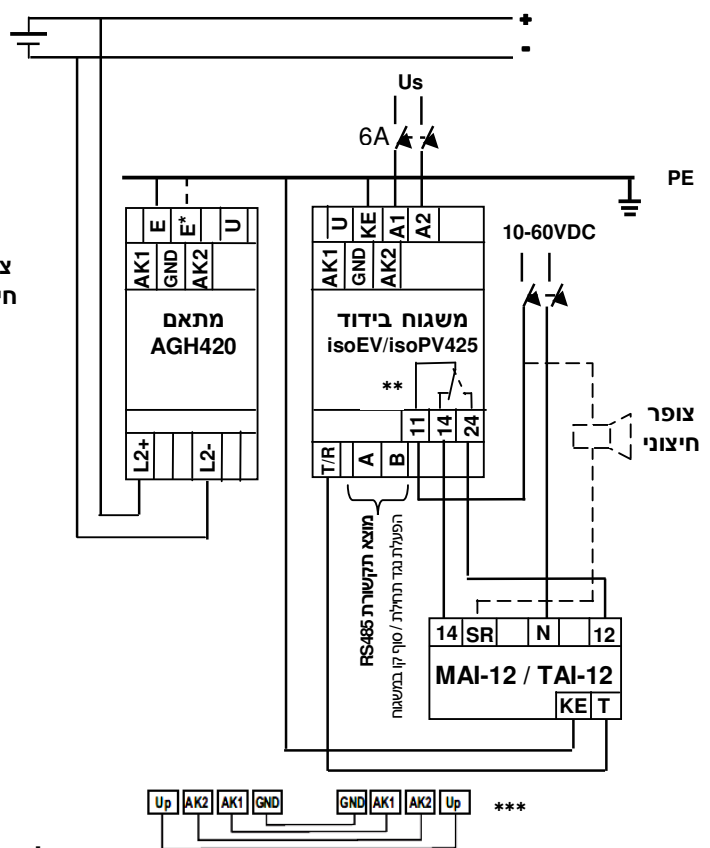 +
-
Us
6A
PE
E E* U
AK1 GND AK2
מתאם
AGH420
L2+ L2-
U KE A1 A2
AK1 GND AK2
משגוח בידוד
isoEV/isoPV425
**
11 14 24
T/R A B
מוצא תקשורת RS485
הפעלת נגד תחילת / סוף קו במשגוח
10-60VDC
צופר
חיצוני
14 SR N 12
MAI-12 / TAI-12
KE T
Up AK2 AK1 GND GND AK1 AK2 Up ***